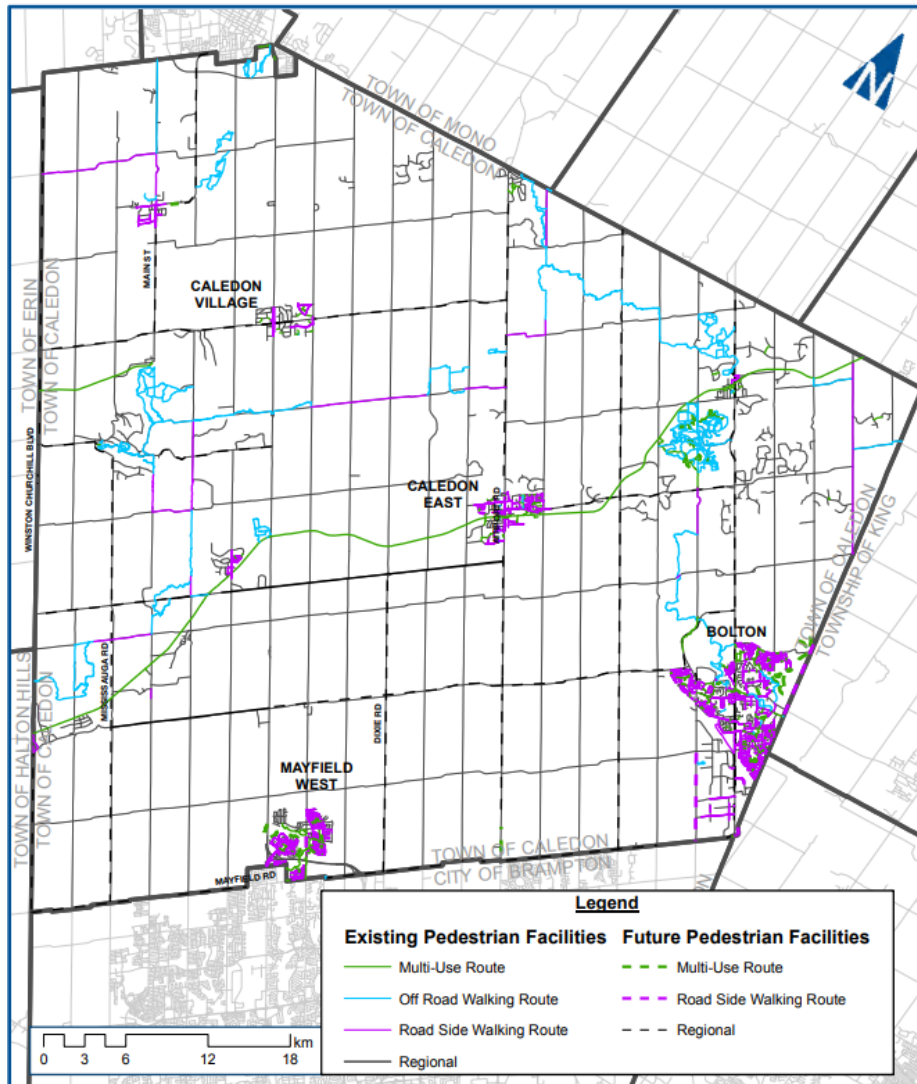 N
TOWN OF MONO
TOWN OF CALEDON
MAIN ST
CALEDON
VILLAGE
TOWN OF ERIN
TOWN OF CALEDON
WINSTON CHURCHILL BLVD
CALEDON
EAST
TOWN OF CALEDON
TOWNSHIP OF KING
BOLTON
MISSISSAUGA RD
DIXIE RD
TOWN OF HALTON HILLS
TOWN OF CALEDON
MAYFIELD
WEST
TOWN OF CALEDON
CITY OF BRAMPTON
MAYFIELD RD
Legend
Existing Pedestrian Facilities Future Pedestrian Facilities
Multi-Use Route Multi-Use Route
Off Road Walking Route Road Side Walking Route
Road Side Walking Route Regional
Regional
km
0 3 6 12 18